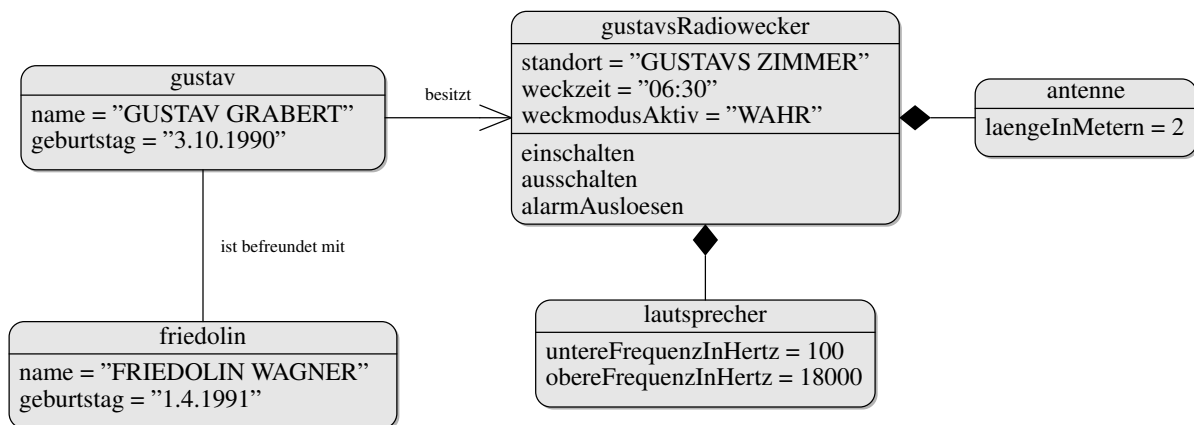 gustavsRadiowecker
standort = ”GUSTAVS ZIMMER”
weckzeit = ”06:30”
weckmodusAktiv = ”WAHR”
einschalten
ausschalten
alarmAusloesen
gustav
name = ”GUSTAV GRABERT”
geburtstag = ”3.10.1990”
besitzt
antenne
laengeInMetern = 2
ist befreundet mit
lautsprecher
untereFrequenzInHertz = 100
obereFrequenzInHertz = 18000
friedolin
name = ”FRIEDOLIN WAGNER”
geburtstag = ”1.4.1991”